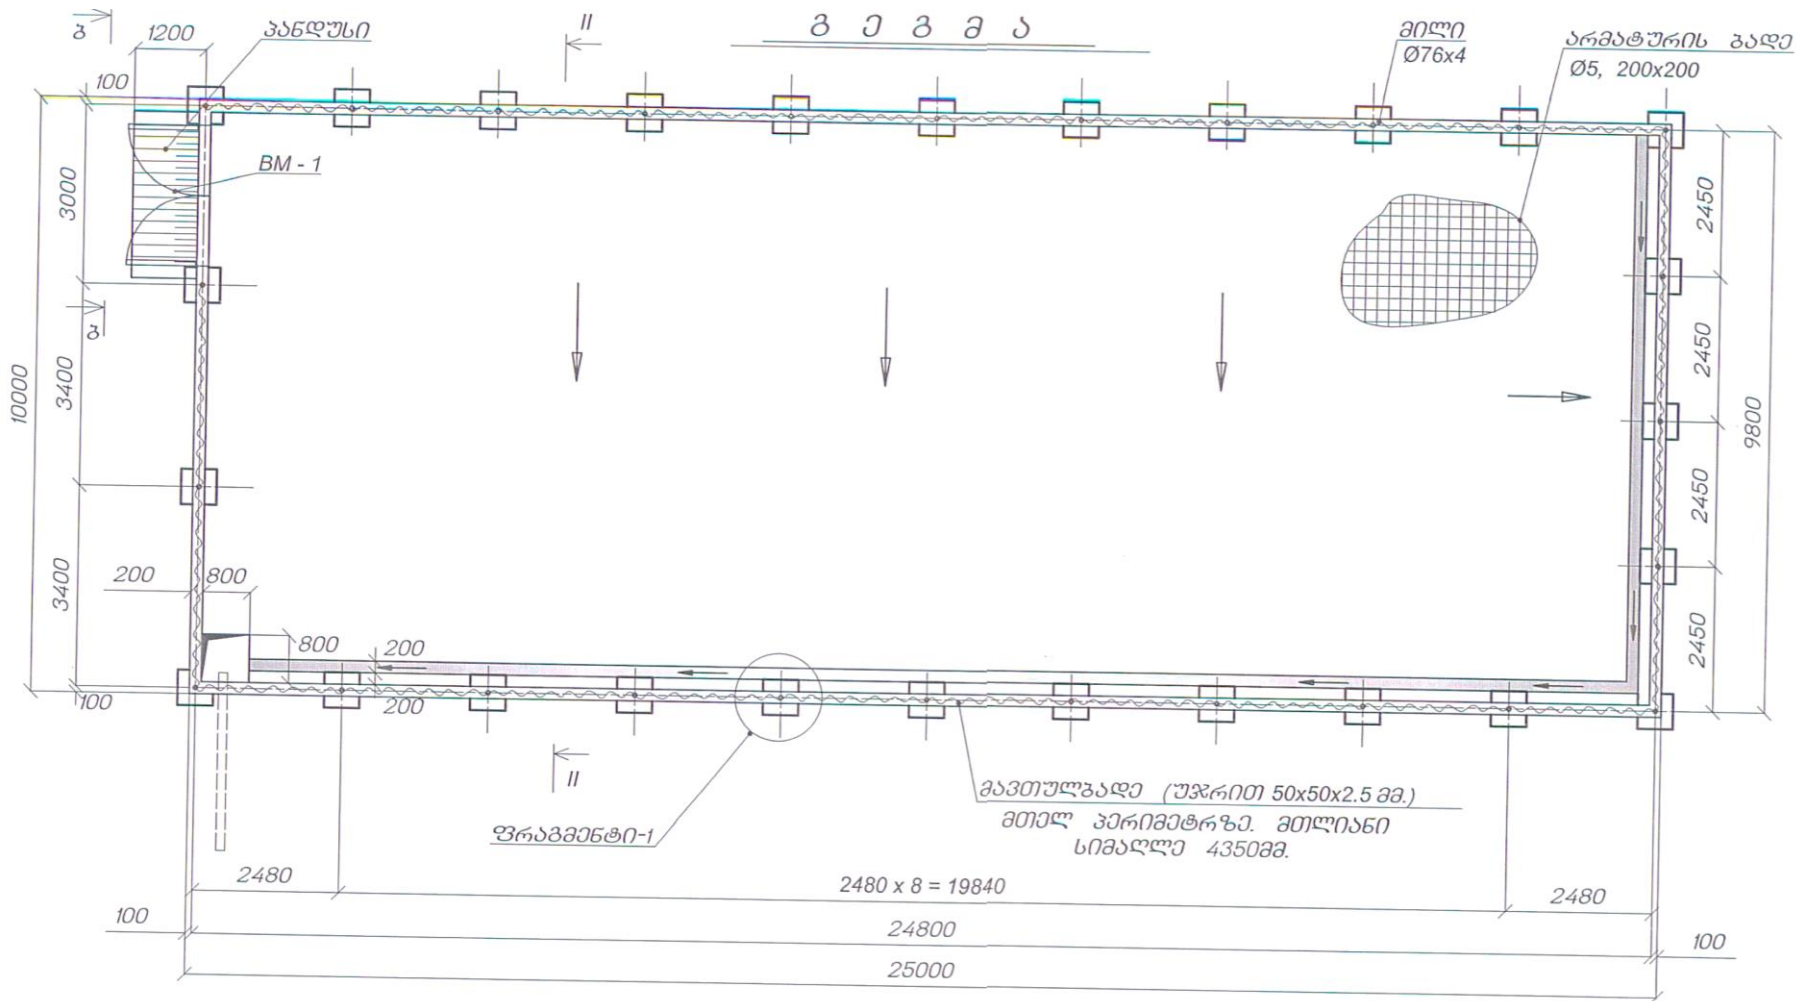 გ ე გ მ ა
ბ
1200
პანდუსი
II
მილი
Ø76x4
არმატურის ბადე
Ø5, 200x200
100
BM - 1
3000
ბ
3400
10000
3400
200
800
800
200
100
200
2450
2450
2450
2450
9800
II
ფრაგმენტი-1
მავთულბადე (უჯრით 50x50x2.5 მმ.)
მთელ პერიმეტრზე. მთლიანი
სიმაღლე 4350მმ.
2480
2480 x 8 = 19840
2480
100
24800
100
25000